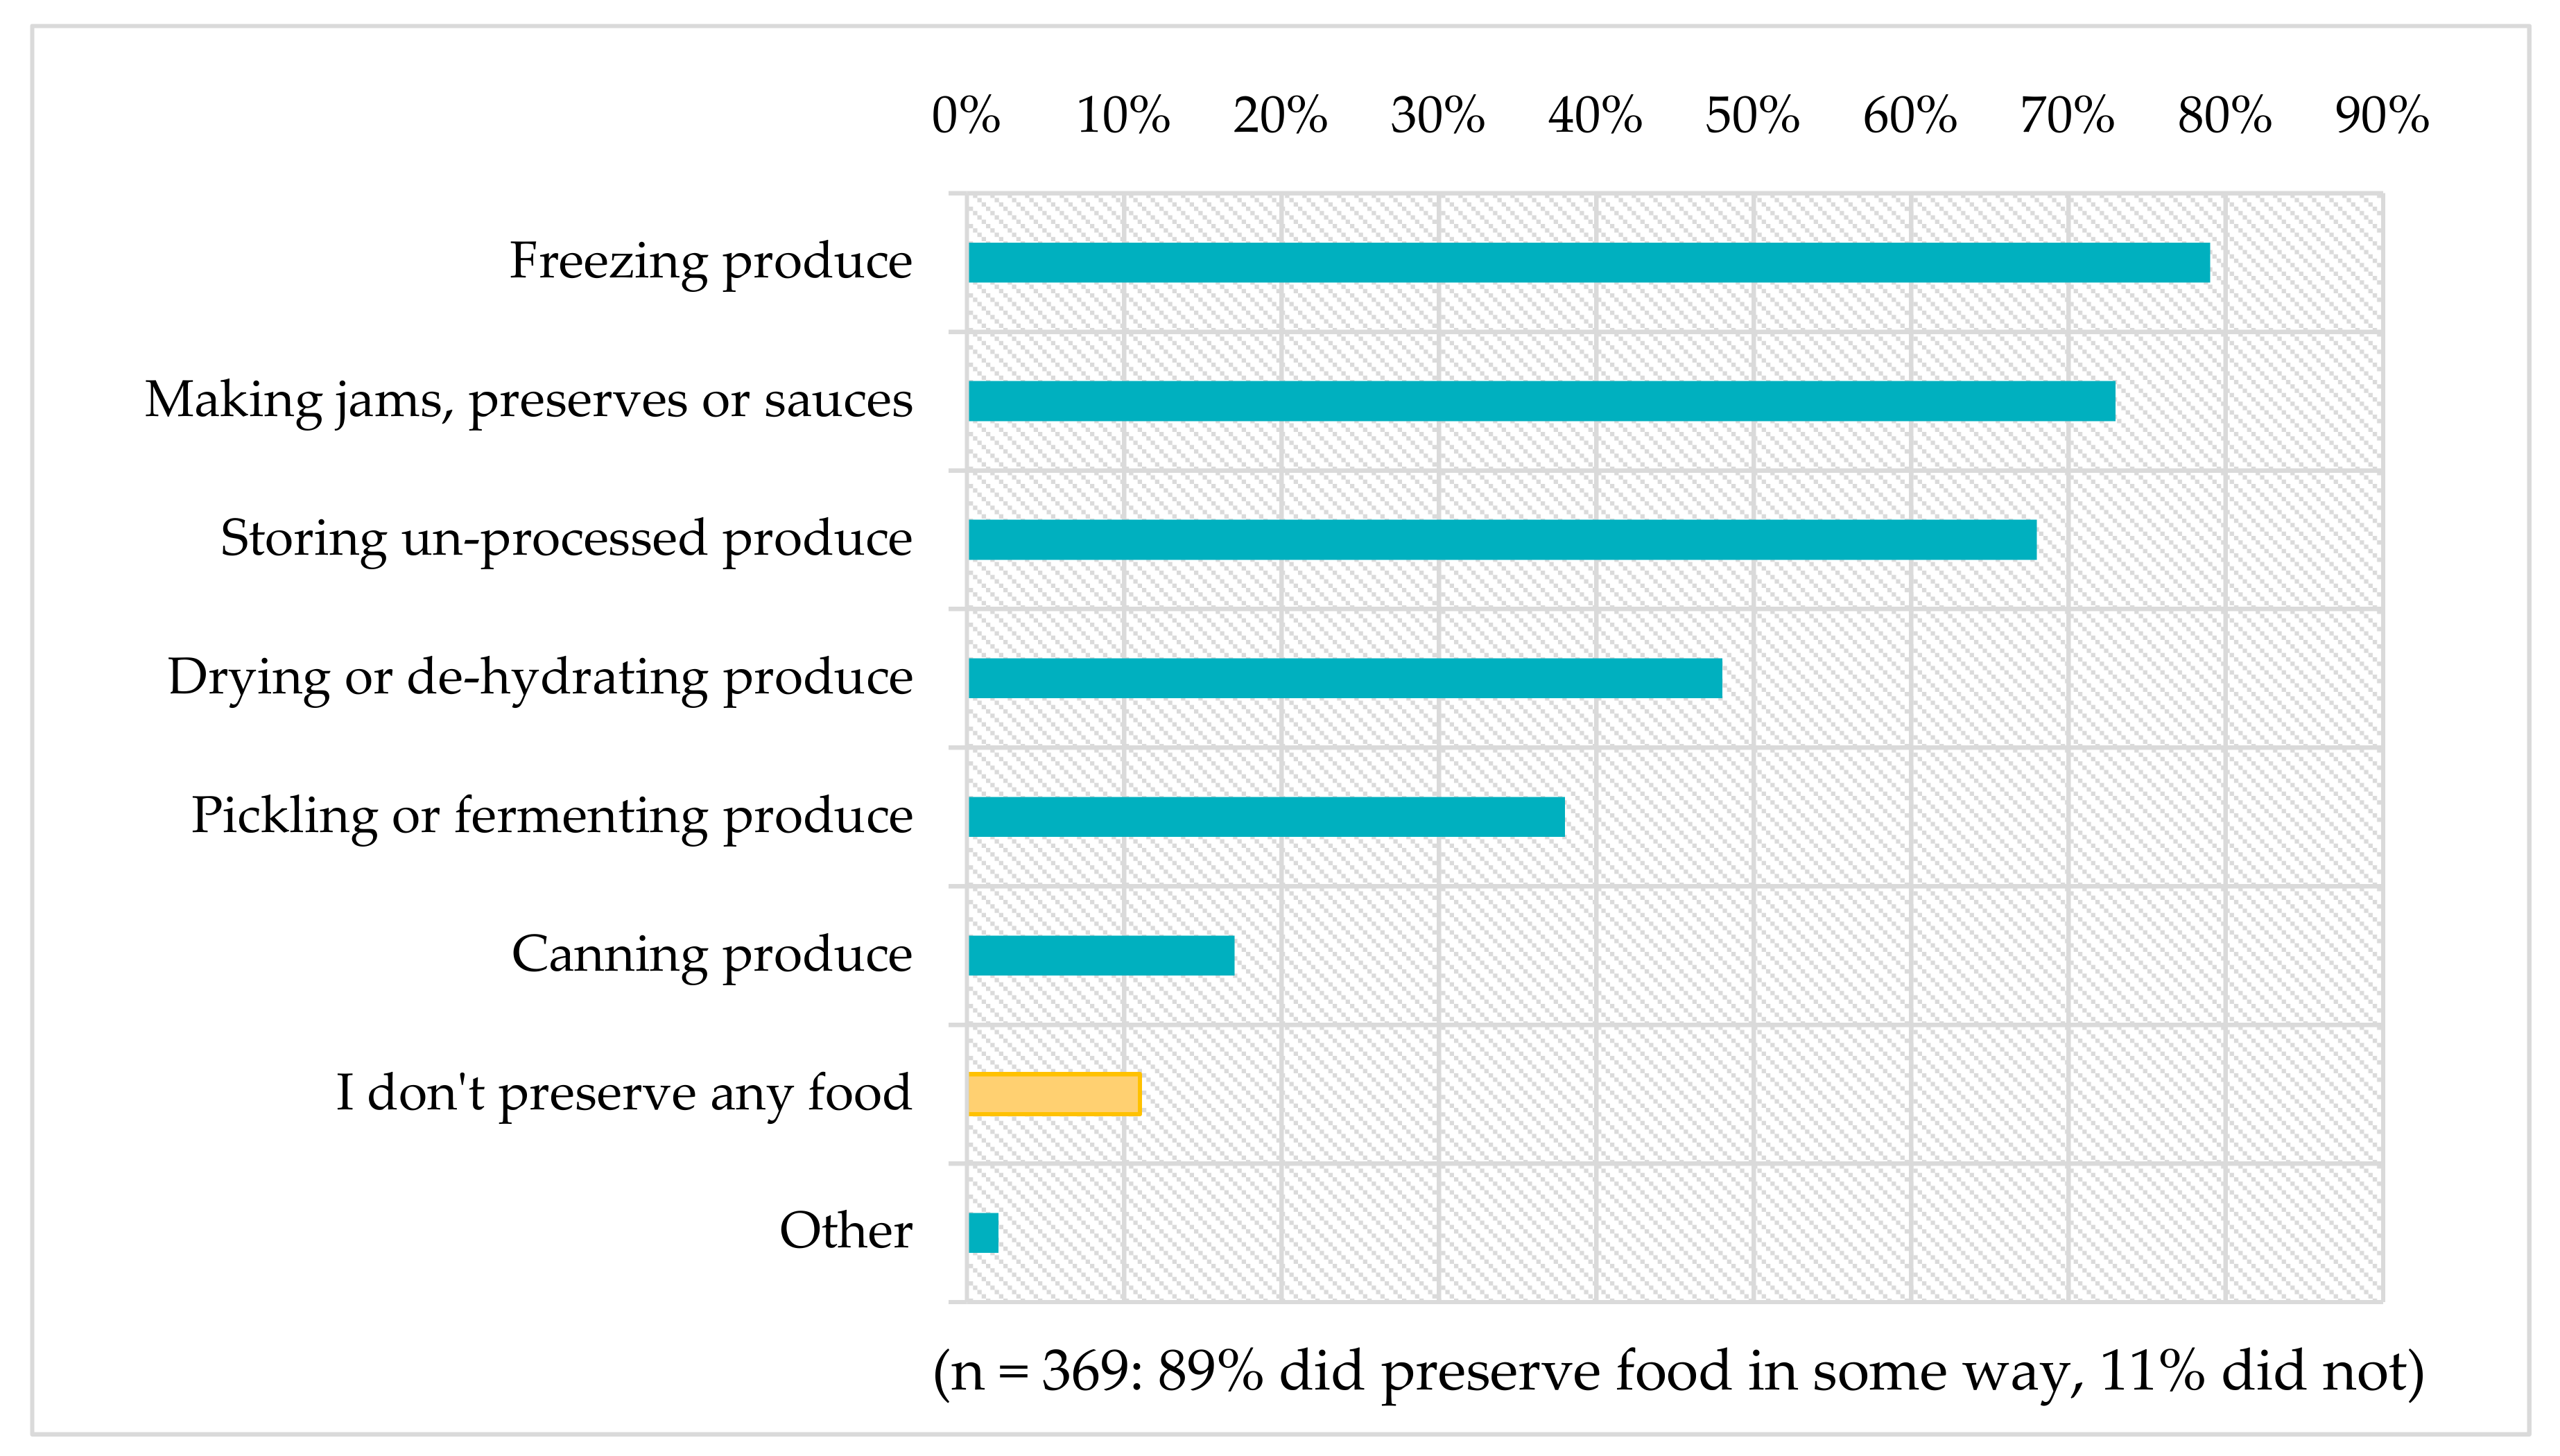 0% 10% 20% 30% 40% 50% 60% 70% 80% 90%
Freezing produce
Making jams, preserves or sauces
Storing un-processed produce
Drying or de-hydrating produce
Pickling or fermenting produce
Canning produce
I don't preserve any food
Other
(n = 369: 89% did preserve food in some way, 11% did not)